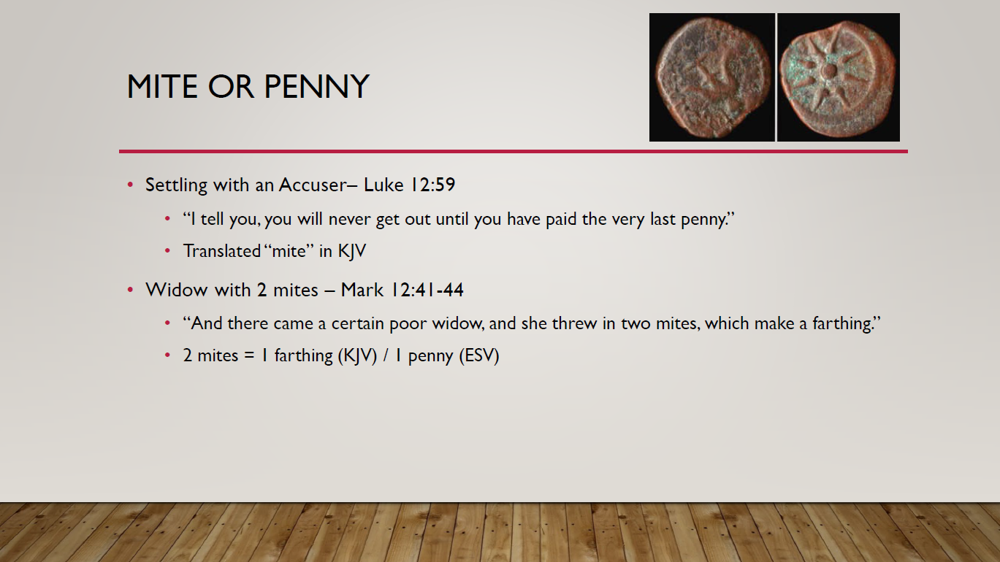 MITE OR PENNY
• Settling with an Accuser– Luke 12:59
• “I tell you, you will never get out until you have paid the very last penny.”
• Translated “mite” in KJV
• Widow with 2 mites – Mark 12:41-44
• “And there came a certain poor widow, and she threw in two mites, which make a farthing.”
• 2 mites = 1 farthing (KJV) / 1 penny (ESV)